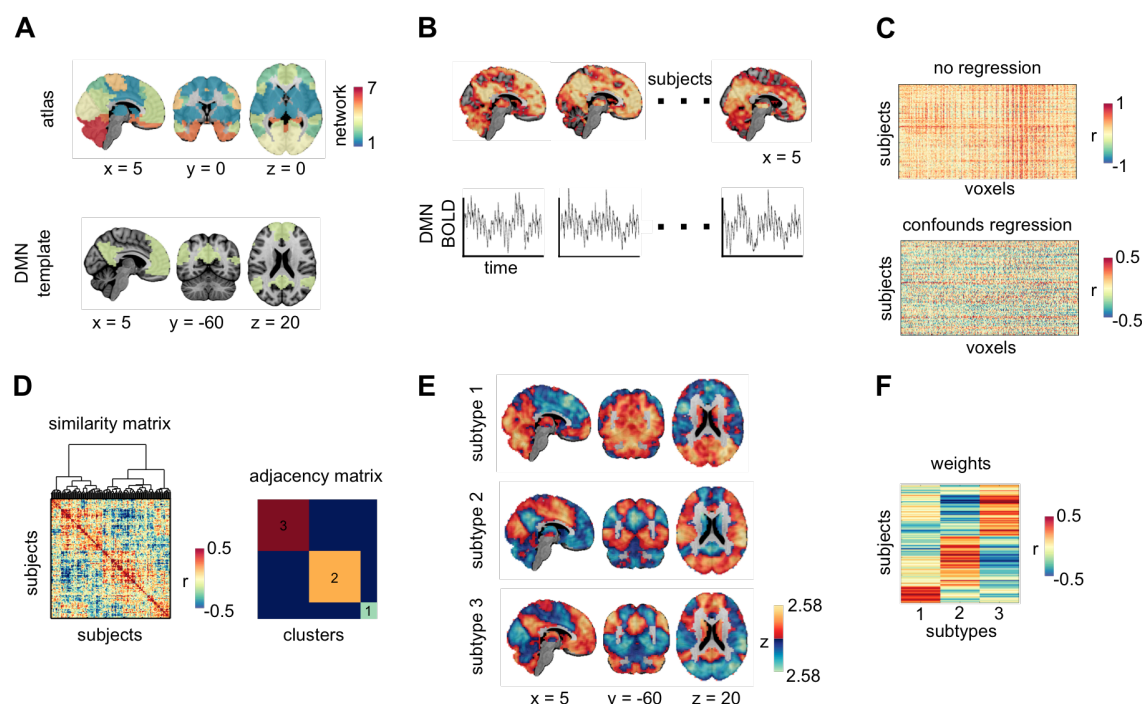 A
atlas
x = 5
y = 0
z = 0
7
network
1
DMN
template
x = 5
y = -60
z = 20
B
subjects
x = 5
DMN
BOLD
time
C
no regression
subjects
voxels
1
r
-1
confounds regression
subjects
voxels
0.5
r
-0.5
D
similarity matrix
subjects
subjects
0.5
r
-0.5
adjacency matrix
3
2
1
clusters
E
subtype 1
subtype 2
subtype 3
x = 5
y = -60
z = 20
2.58
z
2.58
F
weights
subjects
1 2 3
subtypes
0.5
r
-0.5